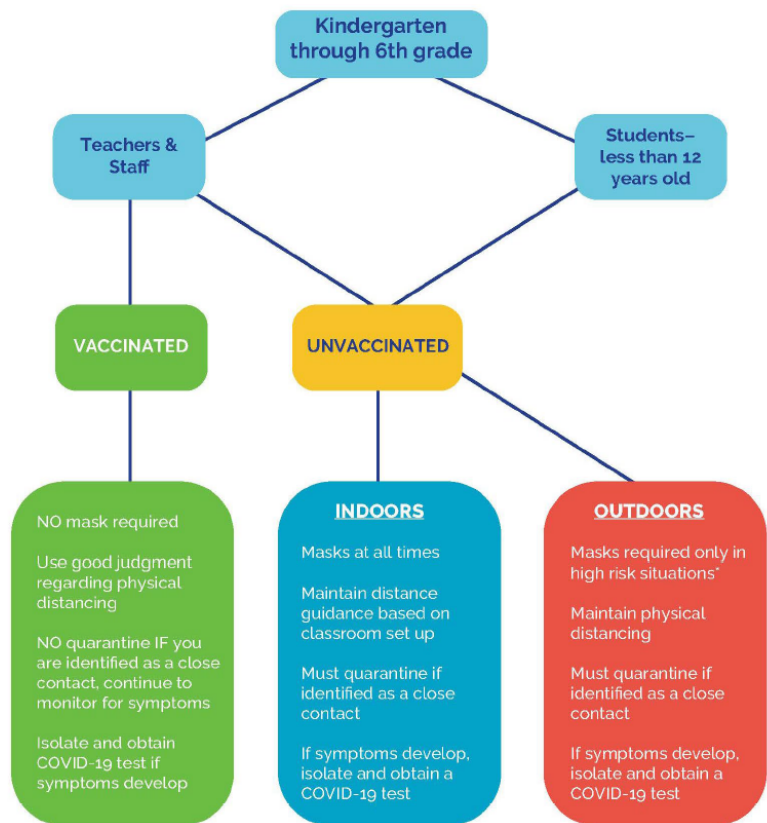 Kindergarten
through 6th grade
Teachers &
Staff
Students–
less than 12
years old
VACCINATED
UNVACCINATED
NO mask required
Use good judgment
regarding physical
distancing
NO quarantine IF you
are identified as a close
contact, continue to
monitor for symptoms
Isolate and obtain
COVID-19 test if
symptoms develop
INDOORS
Masks at all times
Maintain distance
guidance based on
classroom set up
Must quarantine if
identified as a close
contact
If symptoms develop,
isolate and obtain a
COVID-19 test
OUTDOORS
Masks required only in
high risk situations*
Maintain physical
distancing
Must quarantine if
identified as a close
contact
If symptoms develop,
isolate and obtain a
COVID-19 test